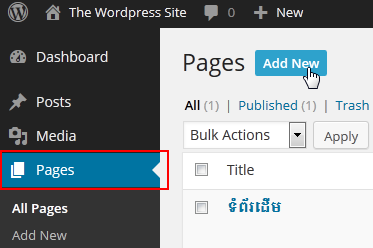 The Wordpress Site 0 + New
Dashboard
Posts
Media
Pages
All Pages
Add New
Pages Add New
All (1) | Published (1) | Trash
Bulk Actions Apply
Title
ទំព័រដើម